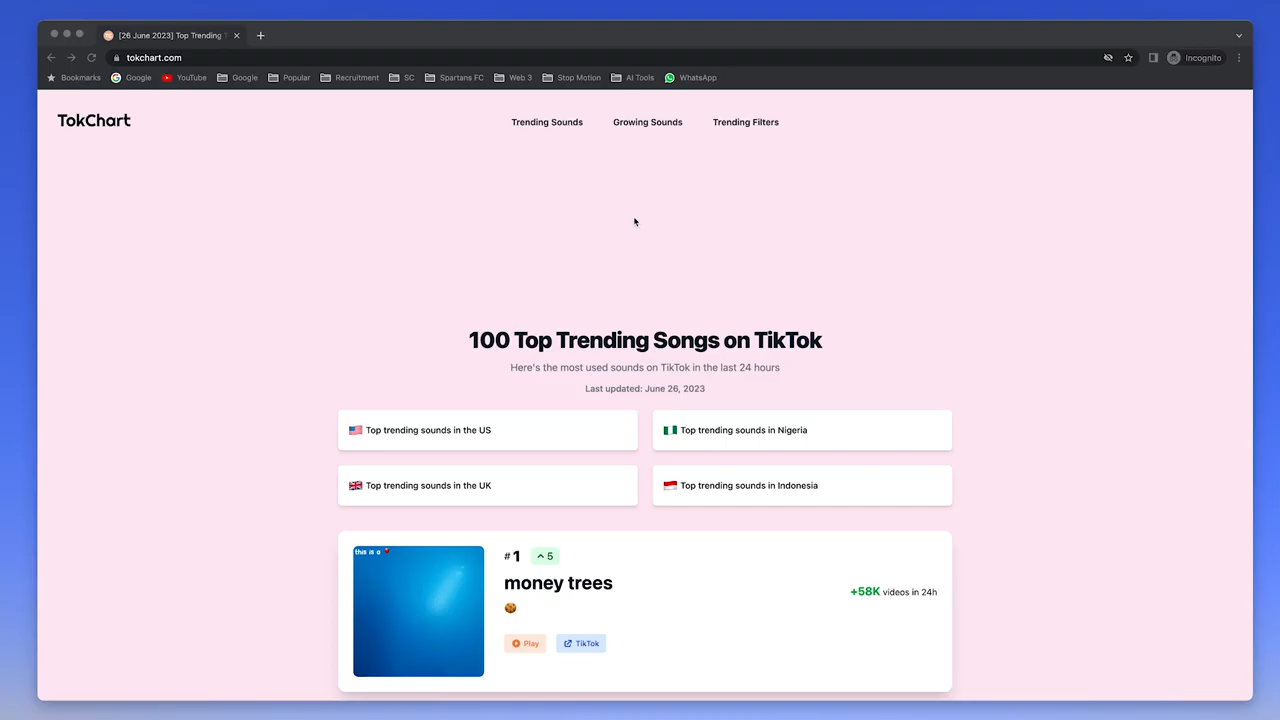 [26 June 2023] Top Trending
tokchart.com
Incognito
Bookmarks Google YouTube Google Popular Recruitment SC Spartans FC Web 3 Stop Motion AI Tools WhatsApp
TokChart
Trending Sounds Growing Sounds Trending Filters
100 Top Trending Songs on TikTok
Here's the most used sounds on TikTok in the last 24 hours
Last updated: June 26, 2023
Top trending sounds in the US
Top trending sounds in Nigeria
Top trending sounds in the UK
Top trending sounds in Indonesia
this is a
#1 5
money trees
+58K videos in 24h
Play TikTok